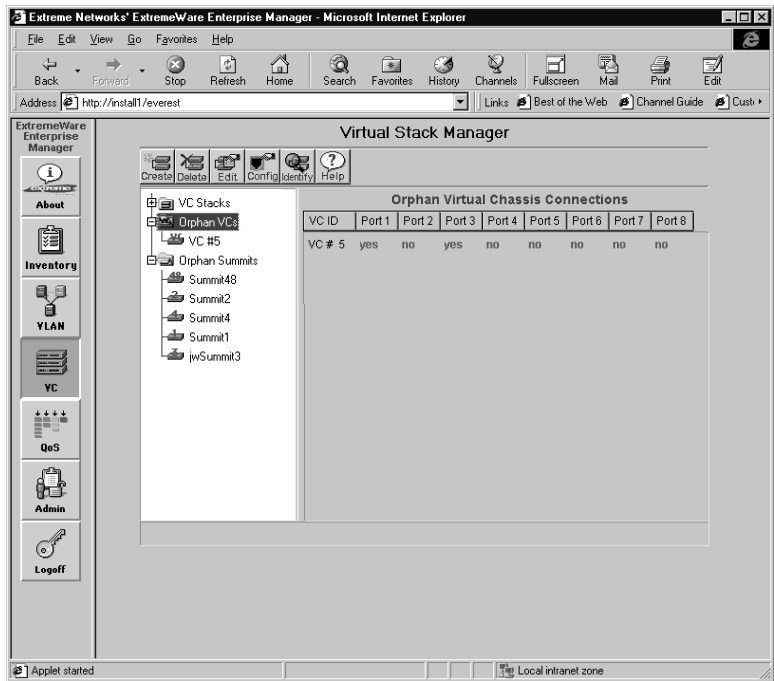 Extreme Networks' ExtremeWare Enterprise Manager - Microsoft Internet Explorer
File Edit View Go Favorites Help
Back Forward Stop Refresh Home Search Favorites History Channels Fullscreen Mail Print Edit
Address http://install1/everest Links Best of the Web Channel Guide
ExtremeWare
Enterprise
Manager
Virtual Stack Manager
Create Delete Edit Config Identify Help
About
Inventory
VLAN
VC
QoS
Admin
Logoff
VC Stacks
Orphan VCs
VC #5
Orphan Summits
Summit48
Summit2
Summit4
Summit1
jwSummit3
Orphan Virtual Chassis Connections
VC ID Port 1 Port 2 Port 3 Port 4 Port 5 Port 6 Port 7 Port 8
VC # 5 yes no yes no no no no no
Applet started Local intranet zone